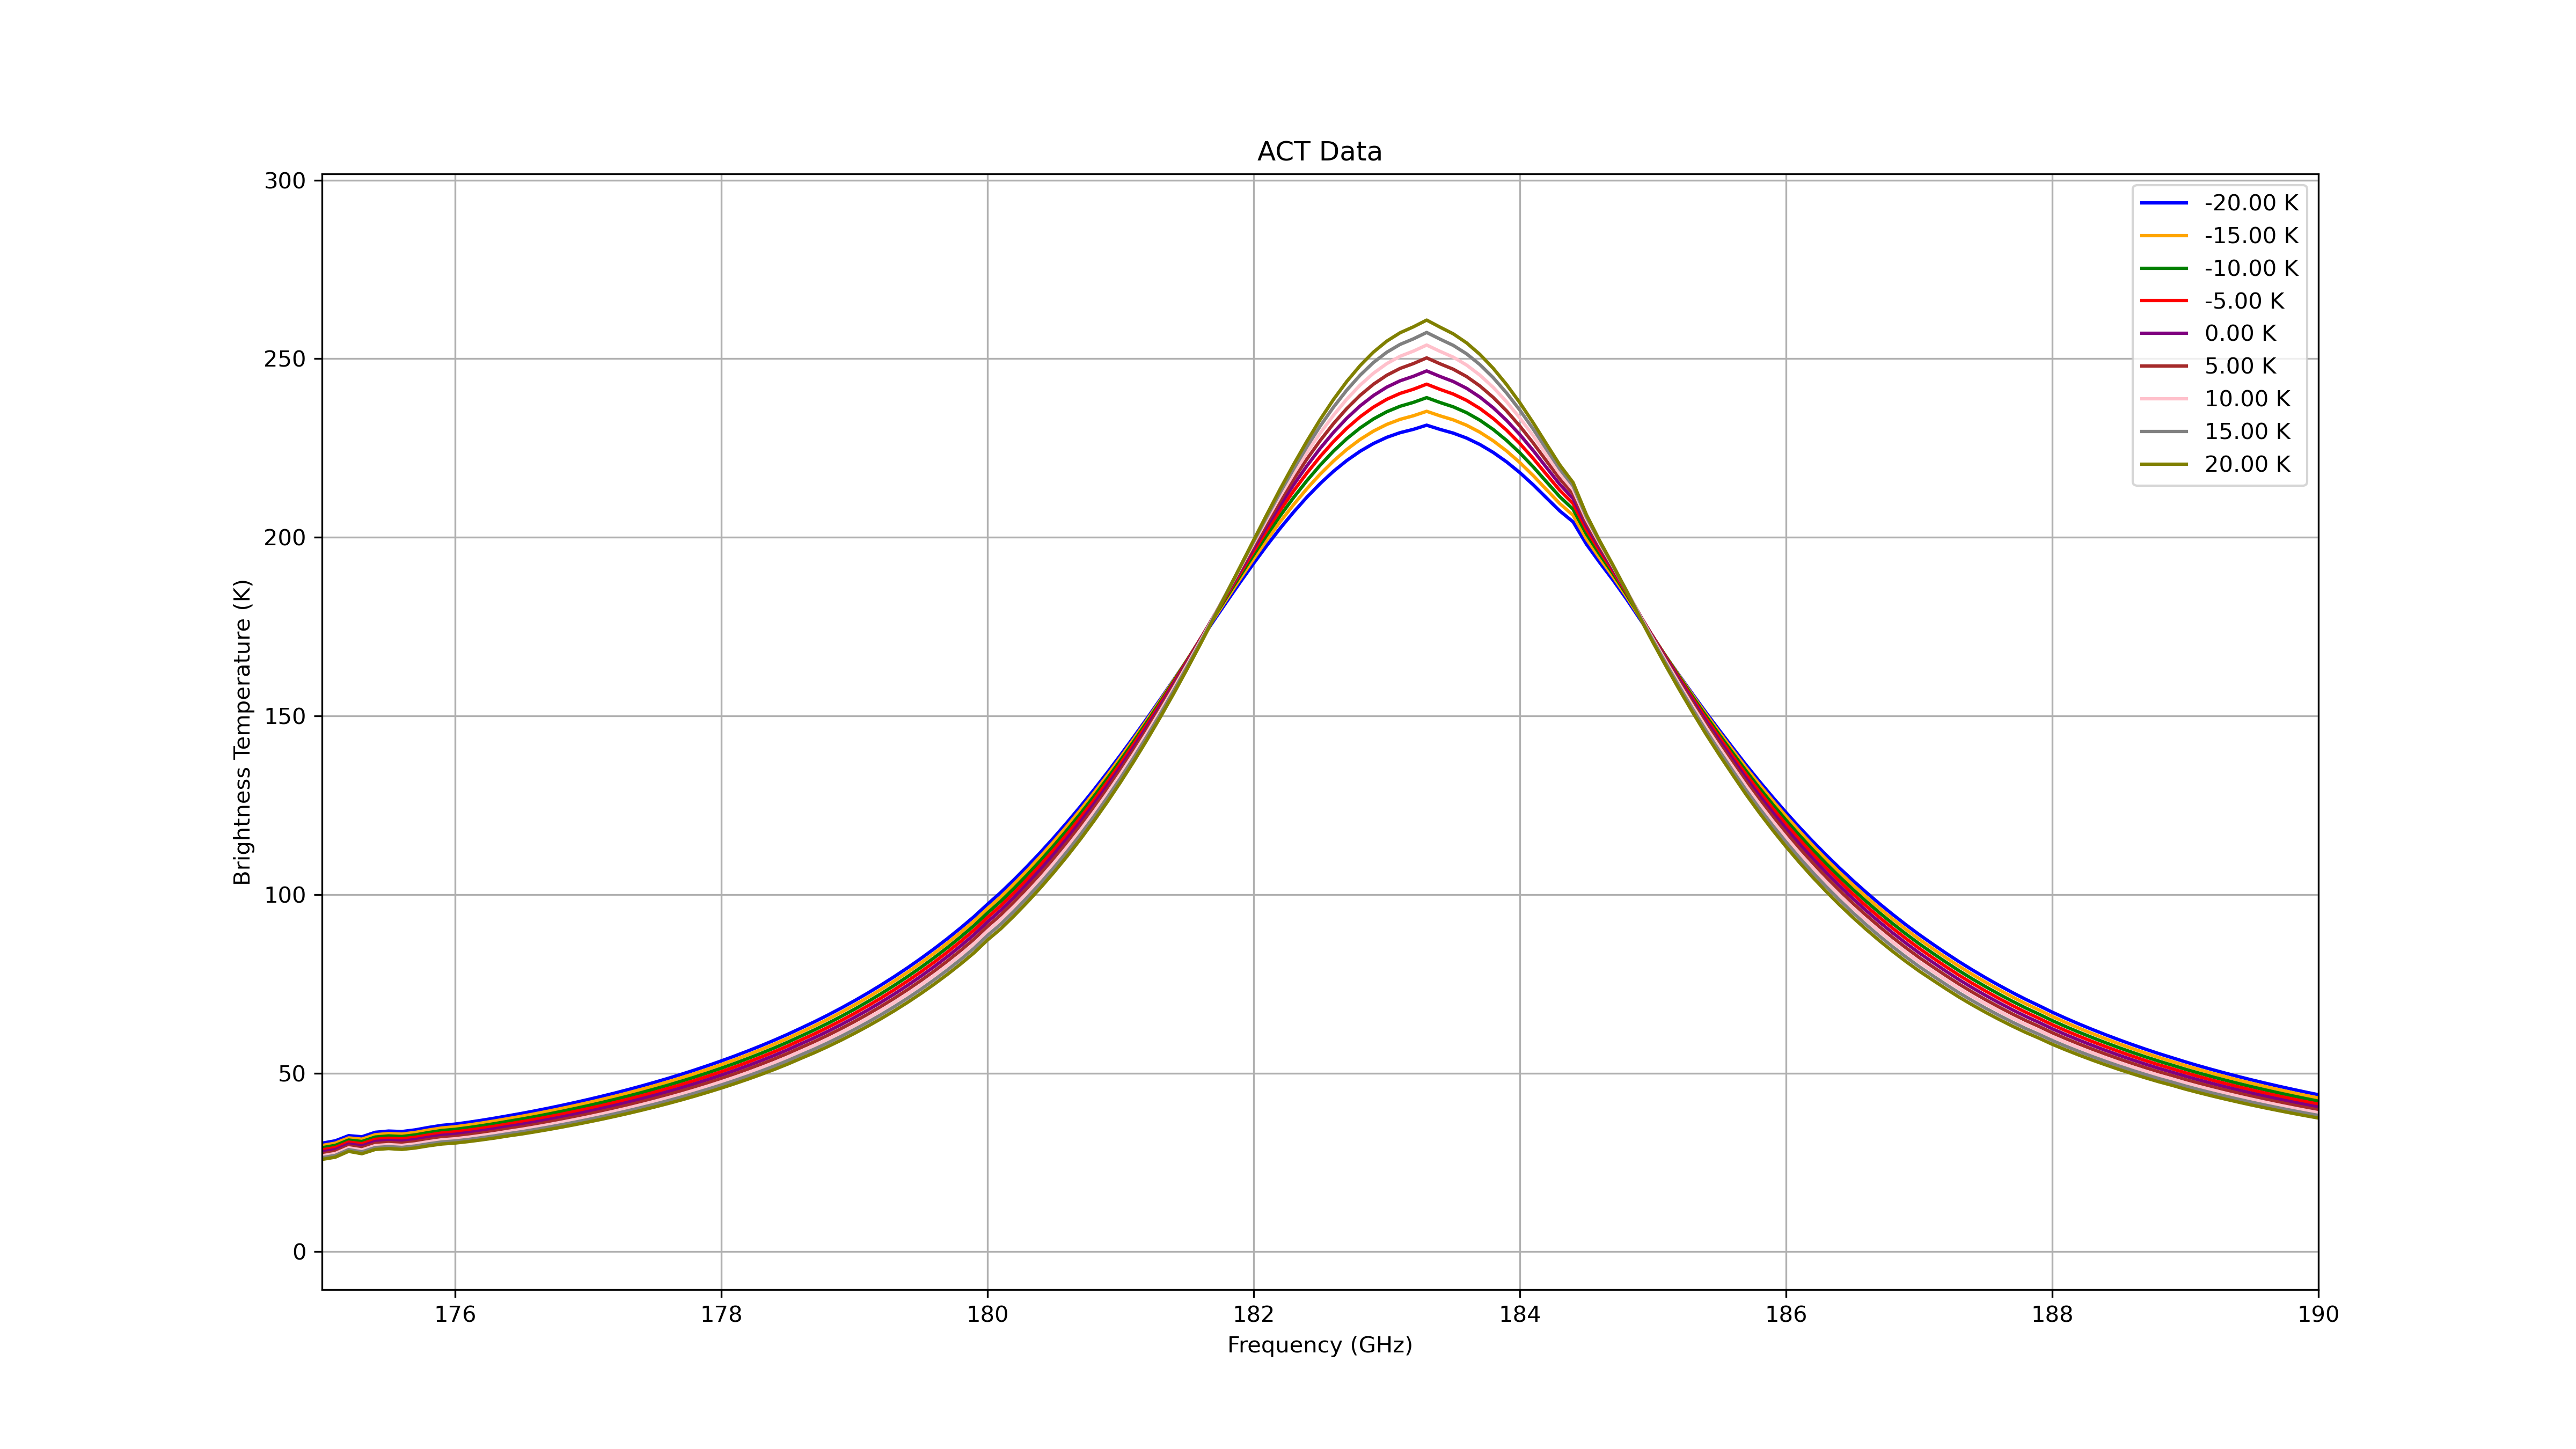 ACT Data
300
250
200
150
100
50
0
Brightness Temperature (K)
176 178 180 182 184 186 188 190
Frequency (GHz)
-20.00 K
-15.00 K
-10.00 K
-5.00 K
0.00 K
5.00 K
10.00 K
15.00 K
20.00 K